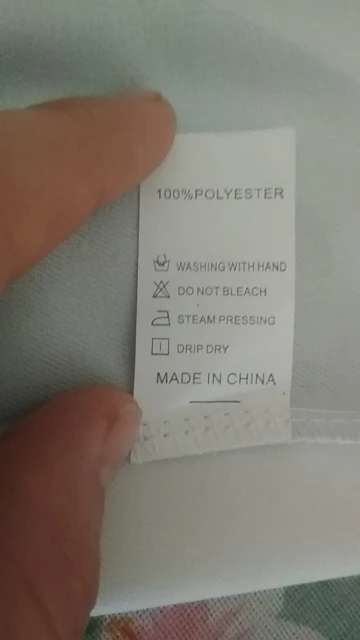 100%POLYESTER
WASHING WITH HAND
DO NOT BLEACH
STEAM PRESSING
DRIP DRY
MADE IN CHINA